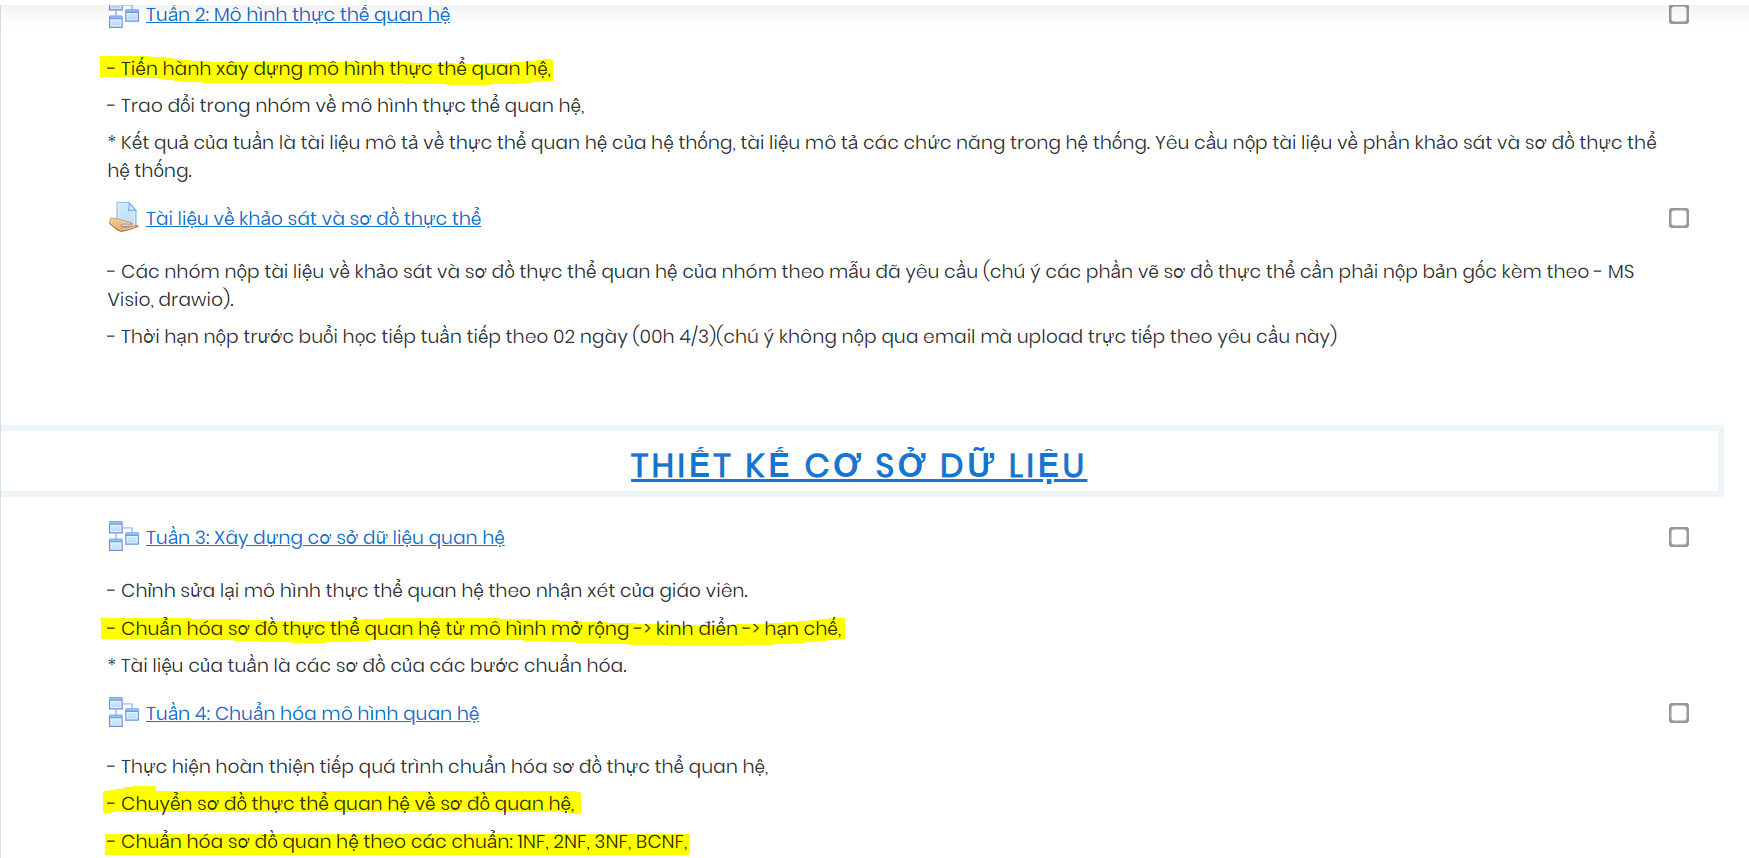 Tuần 2: Mô hình thực thể quan hệ
- Tiến hành xây dựng mô hình thực thể quan hệ,
- Trao đổi trong nhóm về mô hình thực thể quan hệ,
* Kết quả của tuần là tài liệu mô tả về thực thể quan hệ của hệ thống, tài liệu mô tả các chức năng trong hệ thống. Yêu cầu nộp tài liệu về phần khảo sát và sơ đồ thực thể
hệ thống.
Tài liệu về khảo sát và sơ đồ thực thể
- Các nhóm nộp tài liệu về khảo sát và sơ đồ thực thể quan hệ của nhóm theo mẫu đã yêu cầu (chú ý các phần vẽ sơ đồ thực thể cần phải nộp bản gốc kèm theo - MS
Visio, drawio).
- Thời hạn nộp trước buổi học tiếp tuần tiếp theo 02 ngày (00h 4/3)(chú ý không nộp qua email mà upload trực tiếp theo yêu cầu này)
THIẾT KẾ CƠ SỞ DỮ LIỆU
Tuần 3: Xây dựng cơ sở dữ liệu quan hệ
- Chỉnh sửa lại mô hình thực thể quan hệ theo nhận xét của giáo viên.
- Chuẩn hóa sơ đồ thực thể quan hệ từ mô hình mở rộng -> kinh điển -> hạn chế,
* Tài liệu của tuần là các sơ đồ của các bước chuẩn hóa.
Tuần 4: Chuẩn hóa mô hình quan hệ
- Thực hiện hoàn thiện tiếp quá trình chuẩn hóa sơ đồ thực thể quan hệ,
- Chuyển sơ đồ thực thể quan hệ về sơ đồ quan hệ,
- Chuẩn hóa sơ đồ quan hệ theo các chuẩn: 1NF, 2NF, 3NF, BCNF,